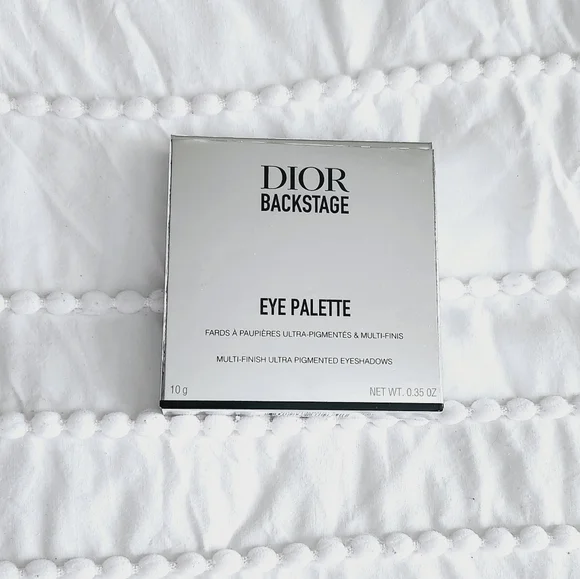 DIOR
BACKSTAGE
EYE PALETTE
FARDS À PAUPIÈRES ULTRA-PIGMENTÉS & MULTI-FINIS
MULTI-FINISH ULTRA PIGMENTED EYESHADOWS
10 g NET WT. 0.35 OZ